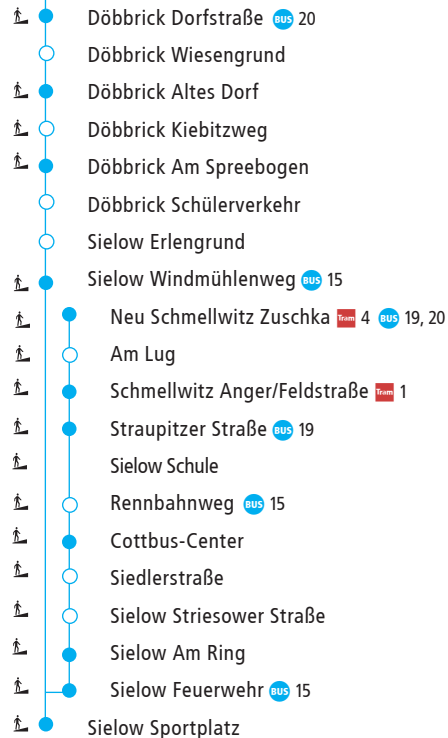 Döbbrick Dorfstraße BUS 20
Döbbrick Wiesengrund
Döbbrick Altes Dorf
Döbbrick Kiebitzweg
Döbbrick Am Spreebogen
Döbbrick Schülerverkehr
Sielow Erlengrund
Sielow Windmühlenweg BUS 15
Neu Schmellwitz Zuschka Tram 4 BUS 19, 20
Am Lug
Schmellwitz Anger/Feldstraße Tram 1
Straupitzer Straße BUS 19
Sielow Schule
Rennbahnweg BUS 15
Cottbus-Center
Siedlerstraße
Sielow Striesower Straße
Sielow Am Ring
Sielow Feuerwehr BUS 15
Sielow Sportplatz